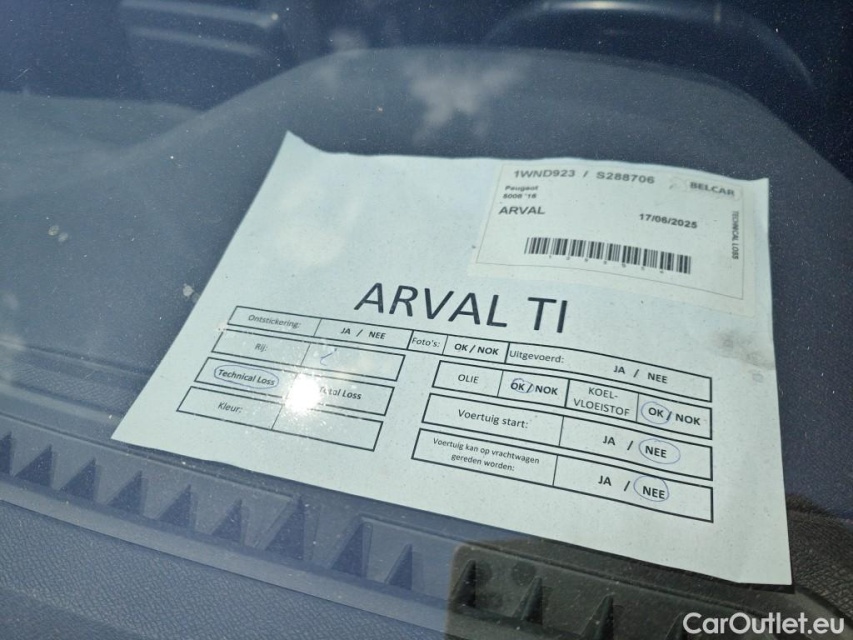 1WND923 / S288706
BELCAR
Peugeot
5008 '16
ARVAL
17/06/2025
TECHNICAL LOSS
ARVAL TI
Ontstickering: JA / NEE Foto's: OK / NOK Uitgevoerd: JA / NEE
Rij:
Technical Loss Total Loss
Kleur:
OLIE OK / NOK KOEL-VLOEISTOF OK / NOK
Voertuig start: JA / NEE
Voertuig kan op vrachtwagen
gereden worden: JA / NEE
CarOutlet.eu